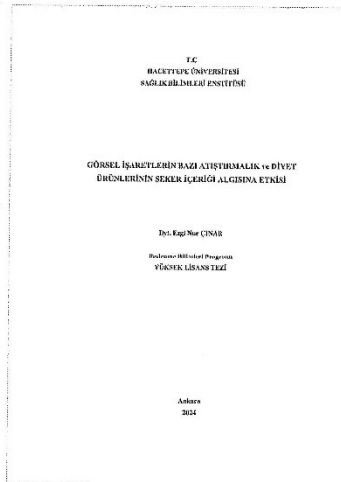 T.C
HACETTEPE ÜNİVERSİTESİ
SAĞLIK BİLİMLERİ ENSTİTÜSÜ
GÖRSEL İŞARETLERİN BAZI ATIŞTIRMALIK ve DİYET
ÜRÜNLERİNİN ŞEKER İÇERİĞİ ALGISINA ETKİSİ
Dyt. Ezgi Nur ÇINAR
Beslenme Bilimleri Programı
YÜKSEK LİSANS TEZİ
Ankara
2024